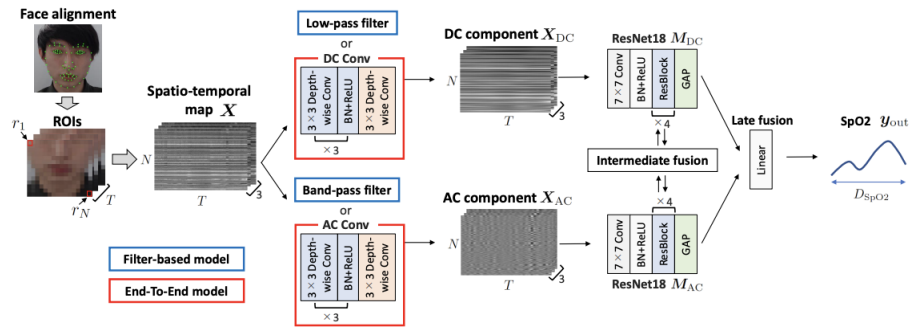 Face alignment
ROIs
r1
rN
T
Spatio-temporal
map X
N
T
3
Low-pass filter
or
DC Conv
3×3 Depth-
wise Conv
BN+ReLU
3×3 Depth-
wise Conv
×3
Band-pass filter
or
AC Conv
3×3 Depth-
wise Conv
BN+ReLU
3×3 Depth-
wise Conv
×3
Filter-based model
End-To-End model
DC component XDC
N
T
3
AC component XAC
N
T
3
ResNet18 MDC
7×7 Conv
BN+ReLU
ResBlock
GAP
×4
Intermediate fusion
×4
7×7 Conv
BN+ReLU
ResBlock
GAP
ResNet18 MAC
Late fusion
Linear
SpO2 yout
DSpO2